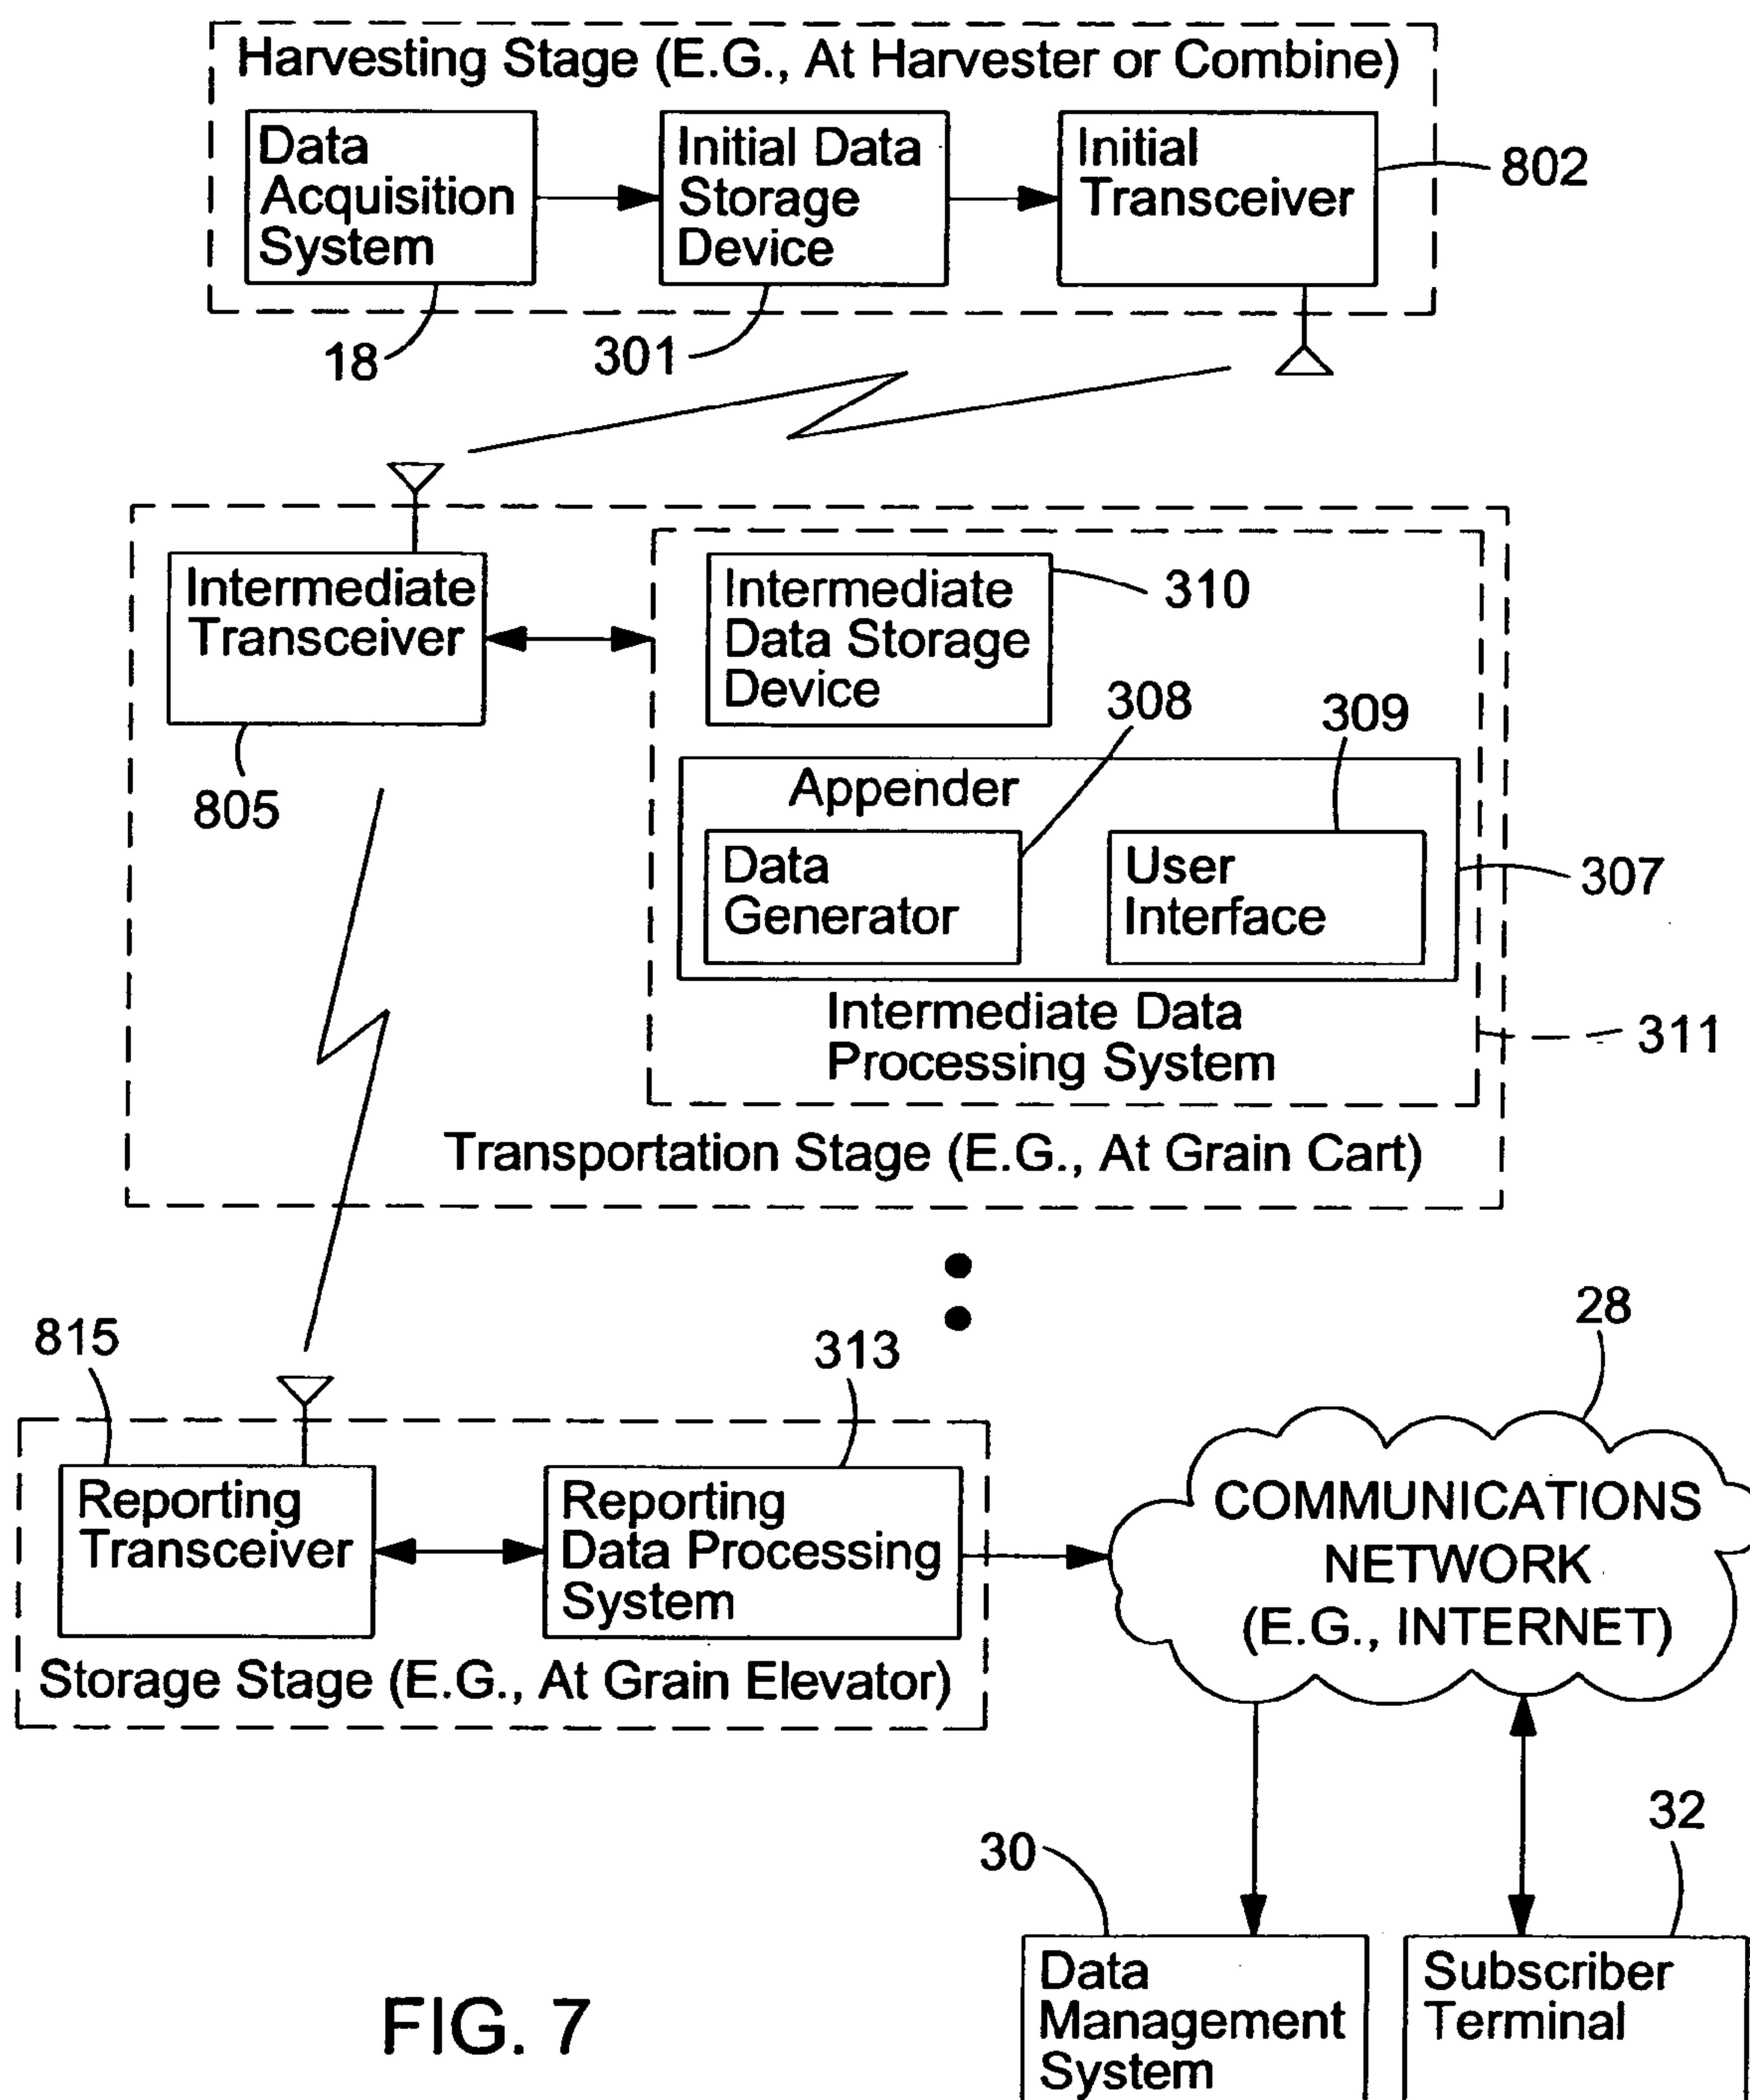 Harvesting Stage (E.G., At Harvester or Combine)
Data
Acquisition
System
Initial Data
Storage
Device
Initial
Transceiver
802
18
301
Intermediate
Transceiver
805
Intermediate
Data Storage
Device
310
308
309
Appender
Data
Generator
User
Interface
307
Intermediate Data
Processing System
311
Transportation Stage (E.G., At Grain Cart)
815
313
28
Reporting
Transceiver
Reporting
Data Processing
System
Storage Stage (E.G., At Grain Elevator)
COMMUNICATIONS
NETWORK
(E.G., INTERNET)
30
32
Data
Management
System
Subscriber
Terminal
FIG. 7